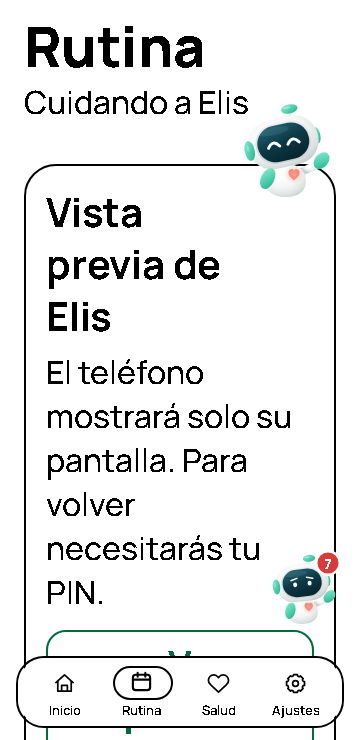 Rutina
Cuidando a Elis
Vista
previa de
Elis
El teléfono
mostrará solo su
pantalla. Para
volver
necesitarás tu
PIN.
7
Inicio
Rutina
Salud
Ajustes